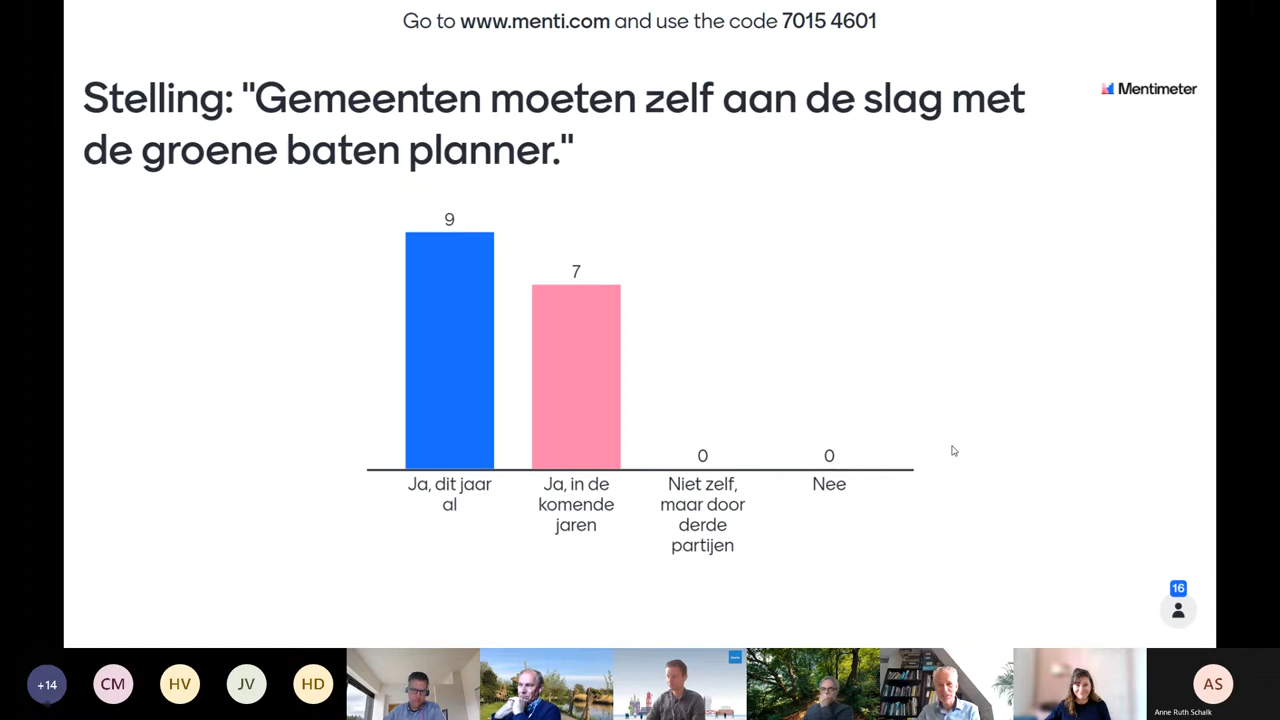 Go to www.menti.com and use the code 7015 4601
Stelling: "Gemeenten moeten zelf aan de slag met
de groene baten planner."
Mentimeter
9
7
0
0
Ja, dit jaar
al
Ja, in de
komende
jaren
Niet zelf,
maar door
derde
partijen
Nee
16
+14
CM
HV
JV
HD
AS
Anne Ruth Schalk